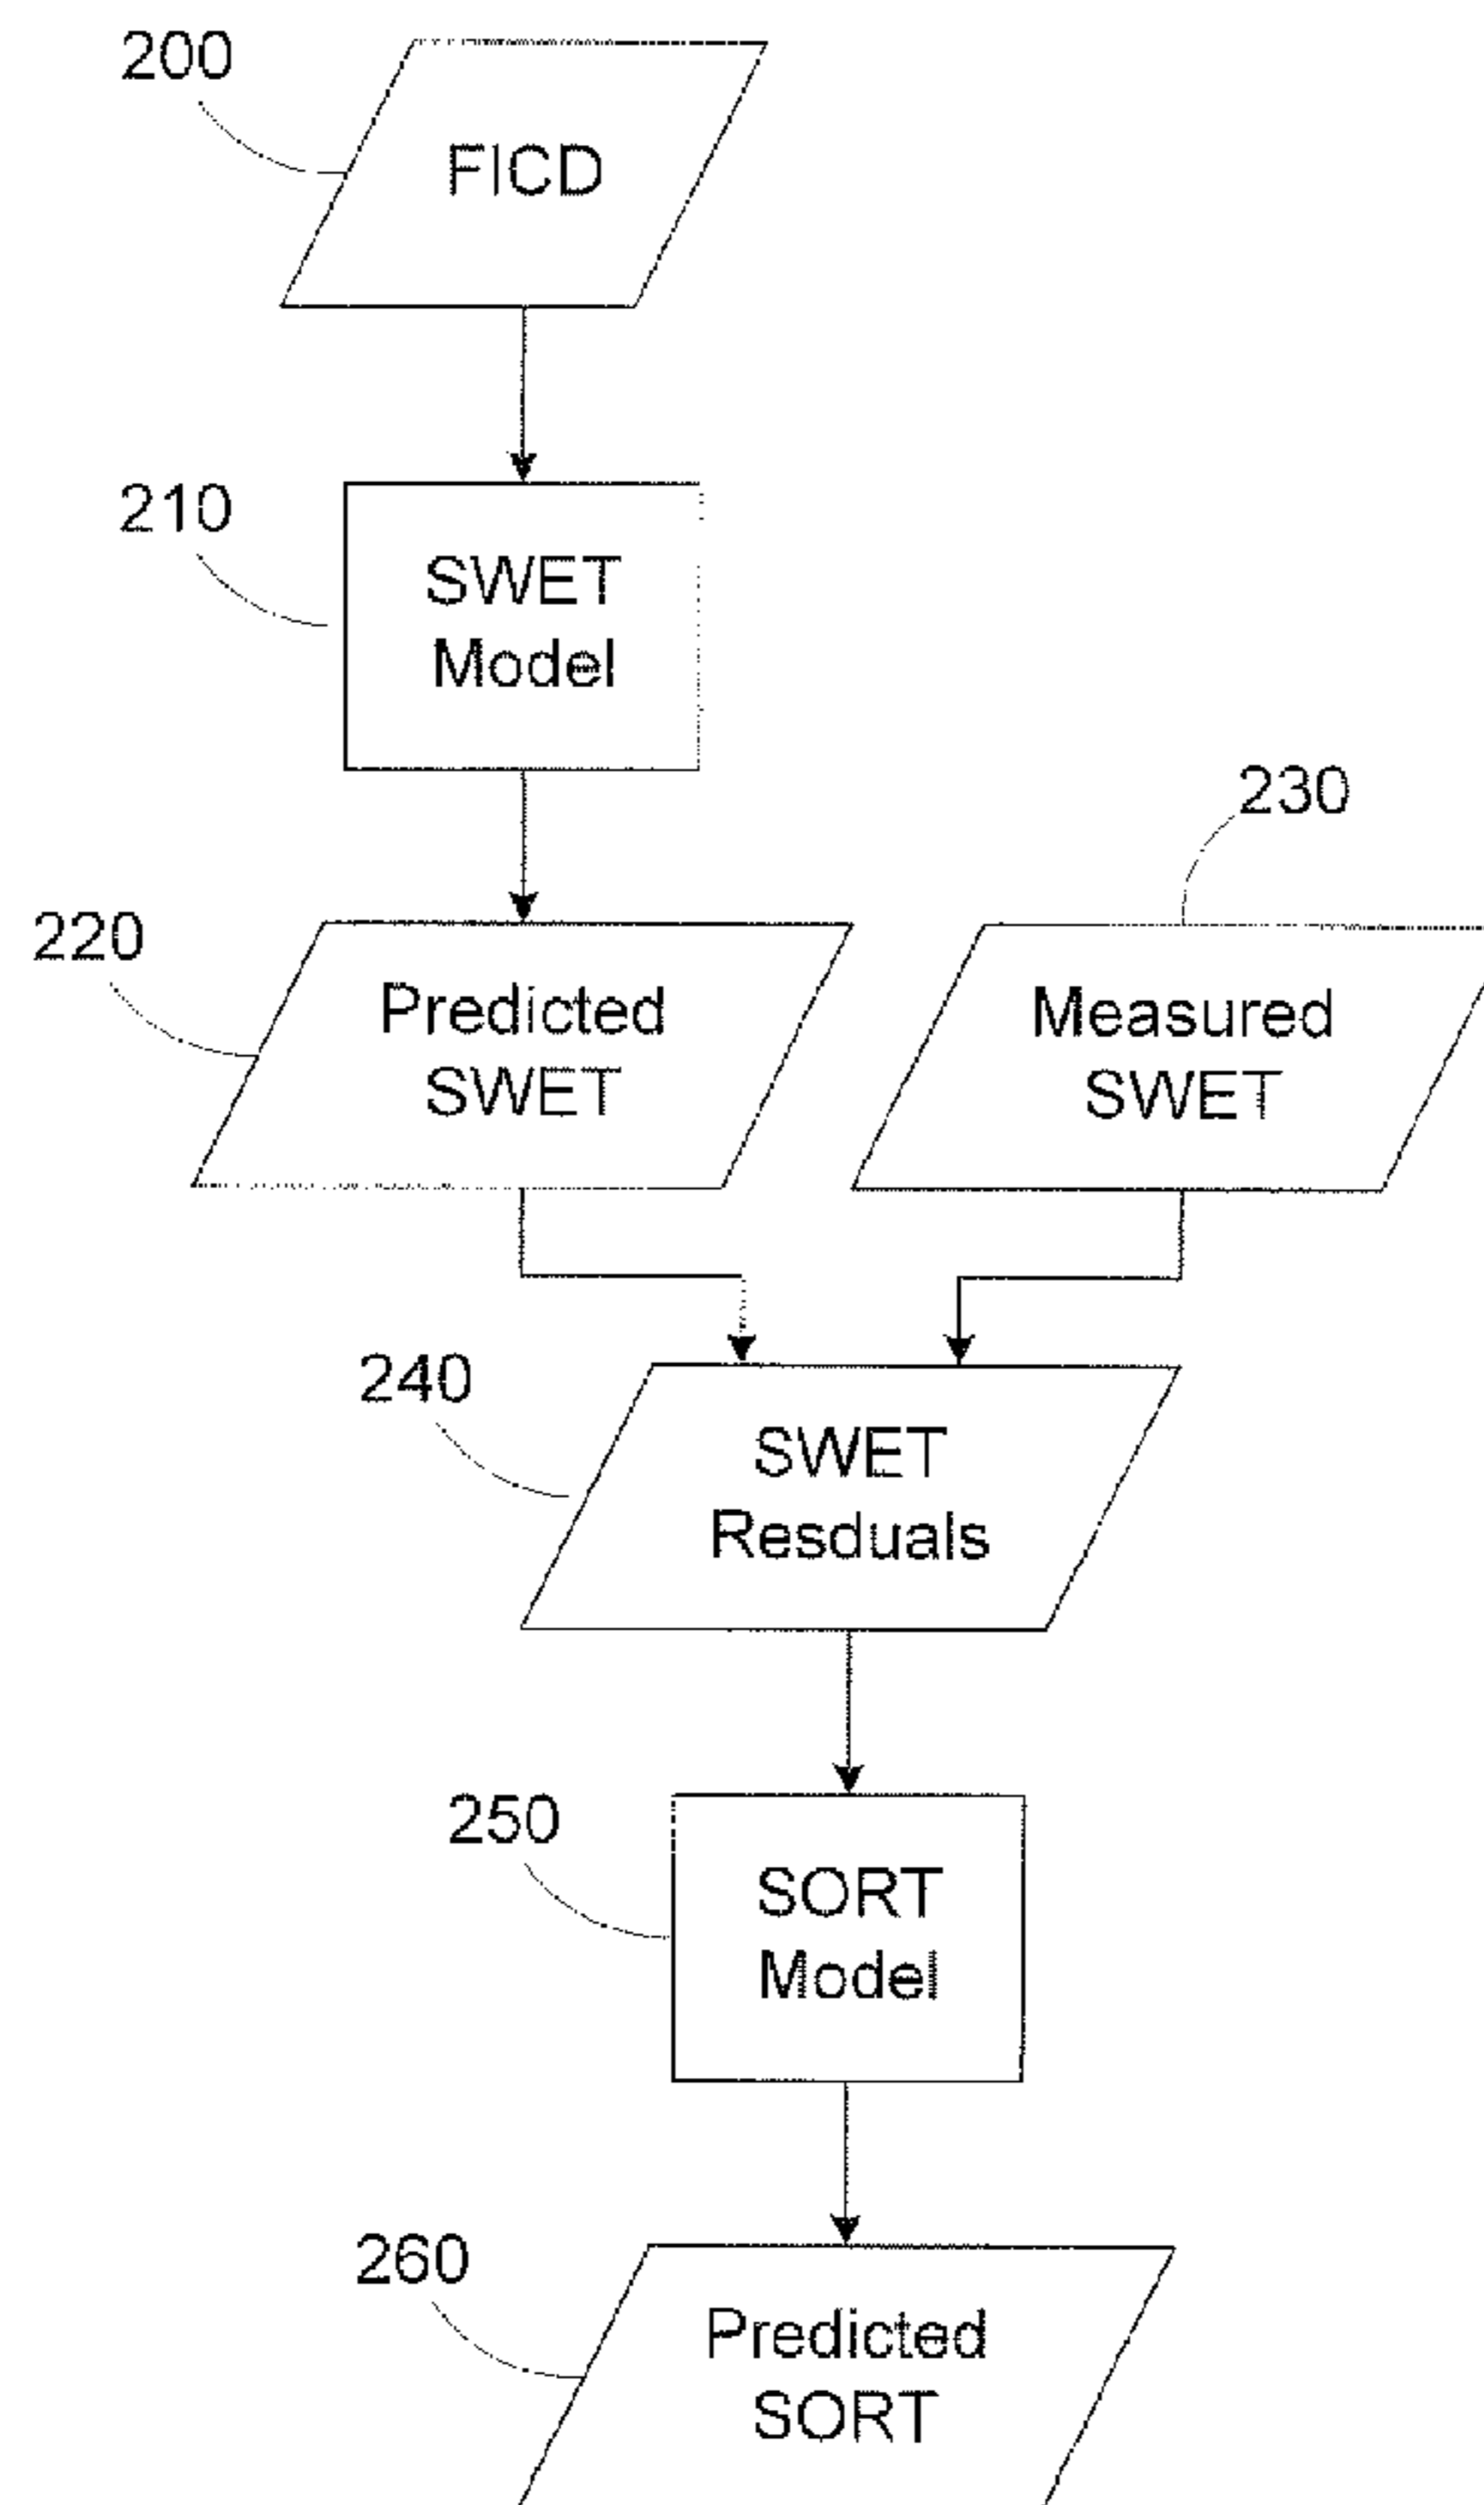 200
FICD
210
SWET
Model
230
220
Predicted
SWET
Measured
SWET
240
SWET
Resduals
250
SORT
Model
260
Predicted
SORT